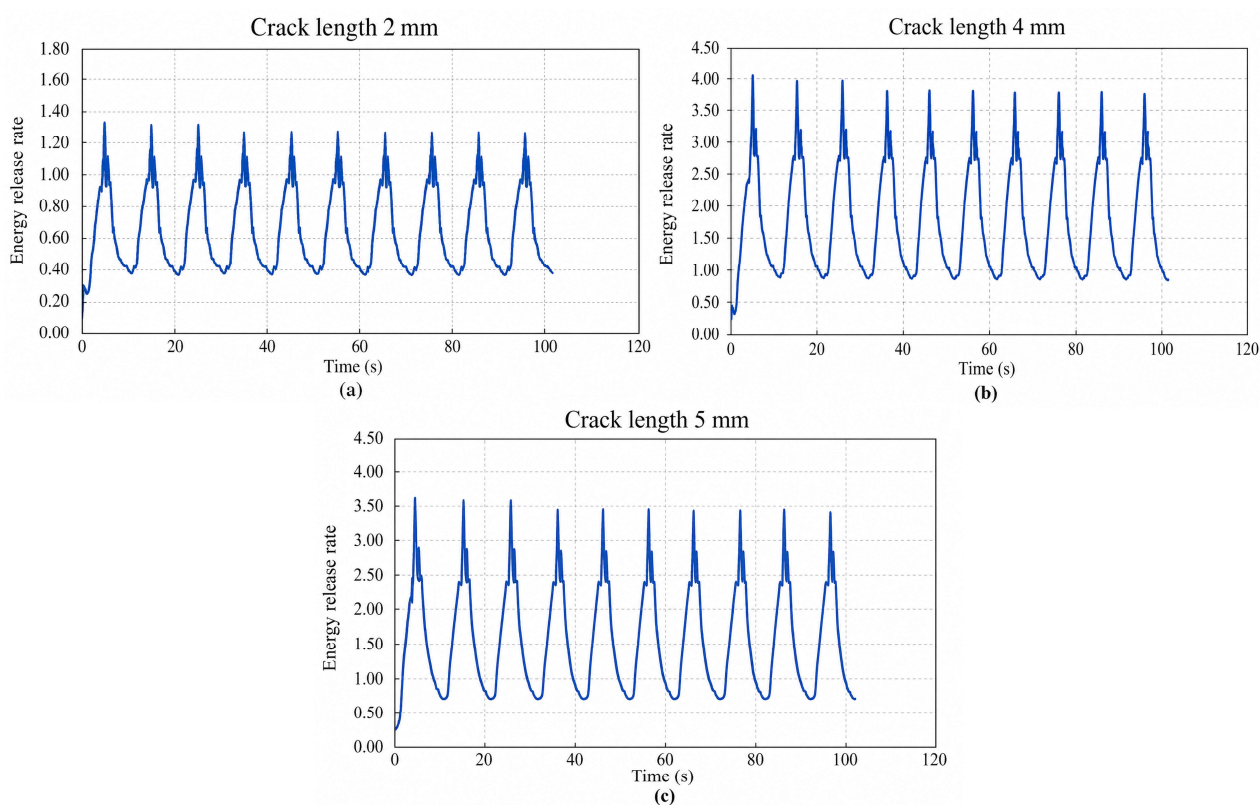 Crack length 2 mm
Energy release rate
1.80
1.60
1.40
1.20
1.00
0.80
0.60
0.40
0.20
0.00
0 20 40 60 80 100 120
Time (s)
(a)
Crack length 4 mm
Energy release rate
4.50
4.00
3.50
3.00
2.50
2.00
1.50
1.00
0.50
0.00
0 20 40 60 80 100 120
Time (s)
(b)
Crack length 5 mm
Energy release rate
4.50
4.00
3.50
3.00
2.50
2.00
1.50
1.00
0.50
0.00
0 20 40 60 80 100 120
Time (s)
(c)